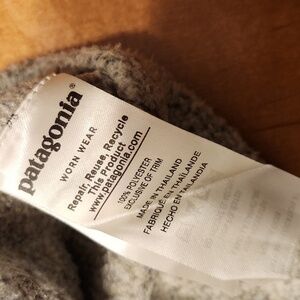 patagonia®
WORN WEAR
Repair, Reuse, Recycle
This Product
www.patagonia.com
100% POLYESTER
EXCLUSIVE OF TRIM
MADE IN THAILAND
FABRIQUÉ EN THAÏLANDE
HECHO EN TAILANDIA